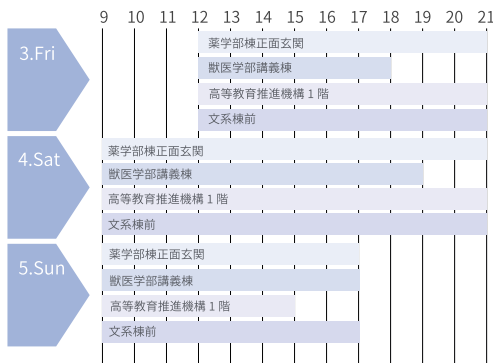 9 10 11 12 13 14 15 16 17 18 19 20 21
3.Fri
薬学部棟正面玄関
獣医学部講義棟
高等教育推進機構 1 階
文系棟前
4.Sat
薬学部棟正面玄関
獣医学部講義棟
高等教育推進機構 1 階
文系棟前
5.Sun
薬学部棟正面玄関
獣医学部講義棟
高等教育推進機構 1 階
文系棟前